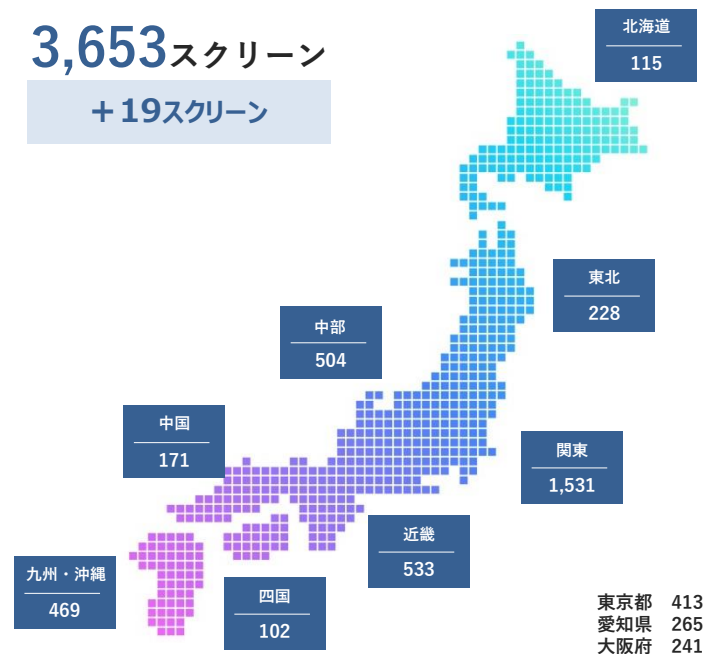 3,653スクリーン
＋19スクリーン
北海道
115
東北
228
中部
504
中国
171
関東
1,531
近畿
533
九州・沖縄
469
四国
102
東京都 413
愛知県 265
大阪府 241